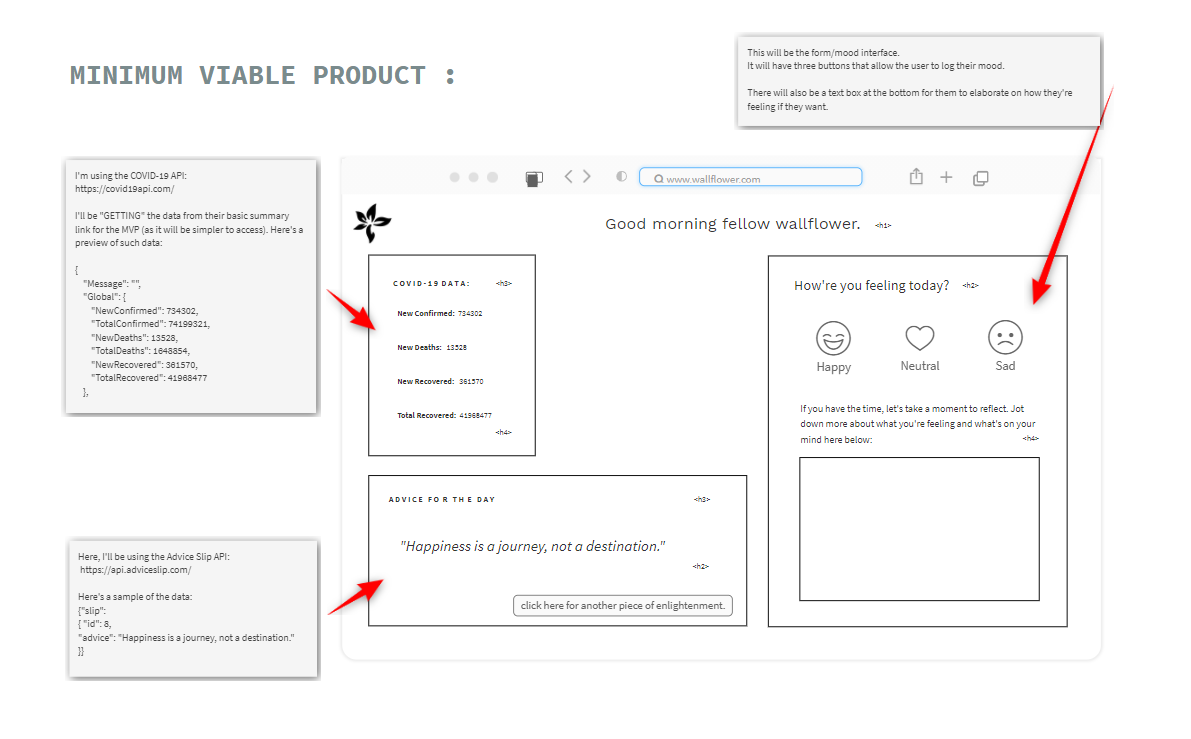 MINIMUM VIABLE PRODUCT :
This will be the form/mood interface.
It will have three buttons that allow the user to log their mood.
There will also be a text box at the bottom for them to elaborate on how they're
feeling if they want.
I'm using the COVID-19 API:
https://covid19api.com/
I'll be "GETTING" the data from their basic summary
link for the MVP (as it will be simpler to access). Here's a
preview of such data:
{
"Message": "",
"Global": {
"NewConfirmed": 734302,
"TotalConfirmed": 74199321,
"NewDeaths": 13528,
"TotalDeaths": 1648854,
"NewRecovered": 361570,
"TotalRecovered": 41968477
},
www.wallflower.com
Good morning fellow wallflower. <h1>
COVID-19 DATA: <h3>
New Confirmed: 734302
New Deaths: 13528
New Recovered: 361570
Total Recovered: 41968477
<h4>
How're you feeling today? <h2>
Happy
Neutral
Sad
If you have the time, let's take a moment to reflect. Jot
down more about what you're feeling and what's on your
mind here below: <h4>
ADVICE FOR THE DAY <h3>
"Happiness is a journey, not a destination."
<h2>
click here for another piece of enlightenment.
Here, I'll be using the Advice Slip API:
https://api.adviceslip.com/
Here's a sample of the data:
{"slip":
{ "id": 8,
"advice": "Happiness is a journey, not a destination."
}}